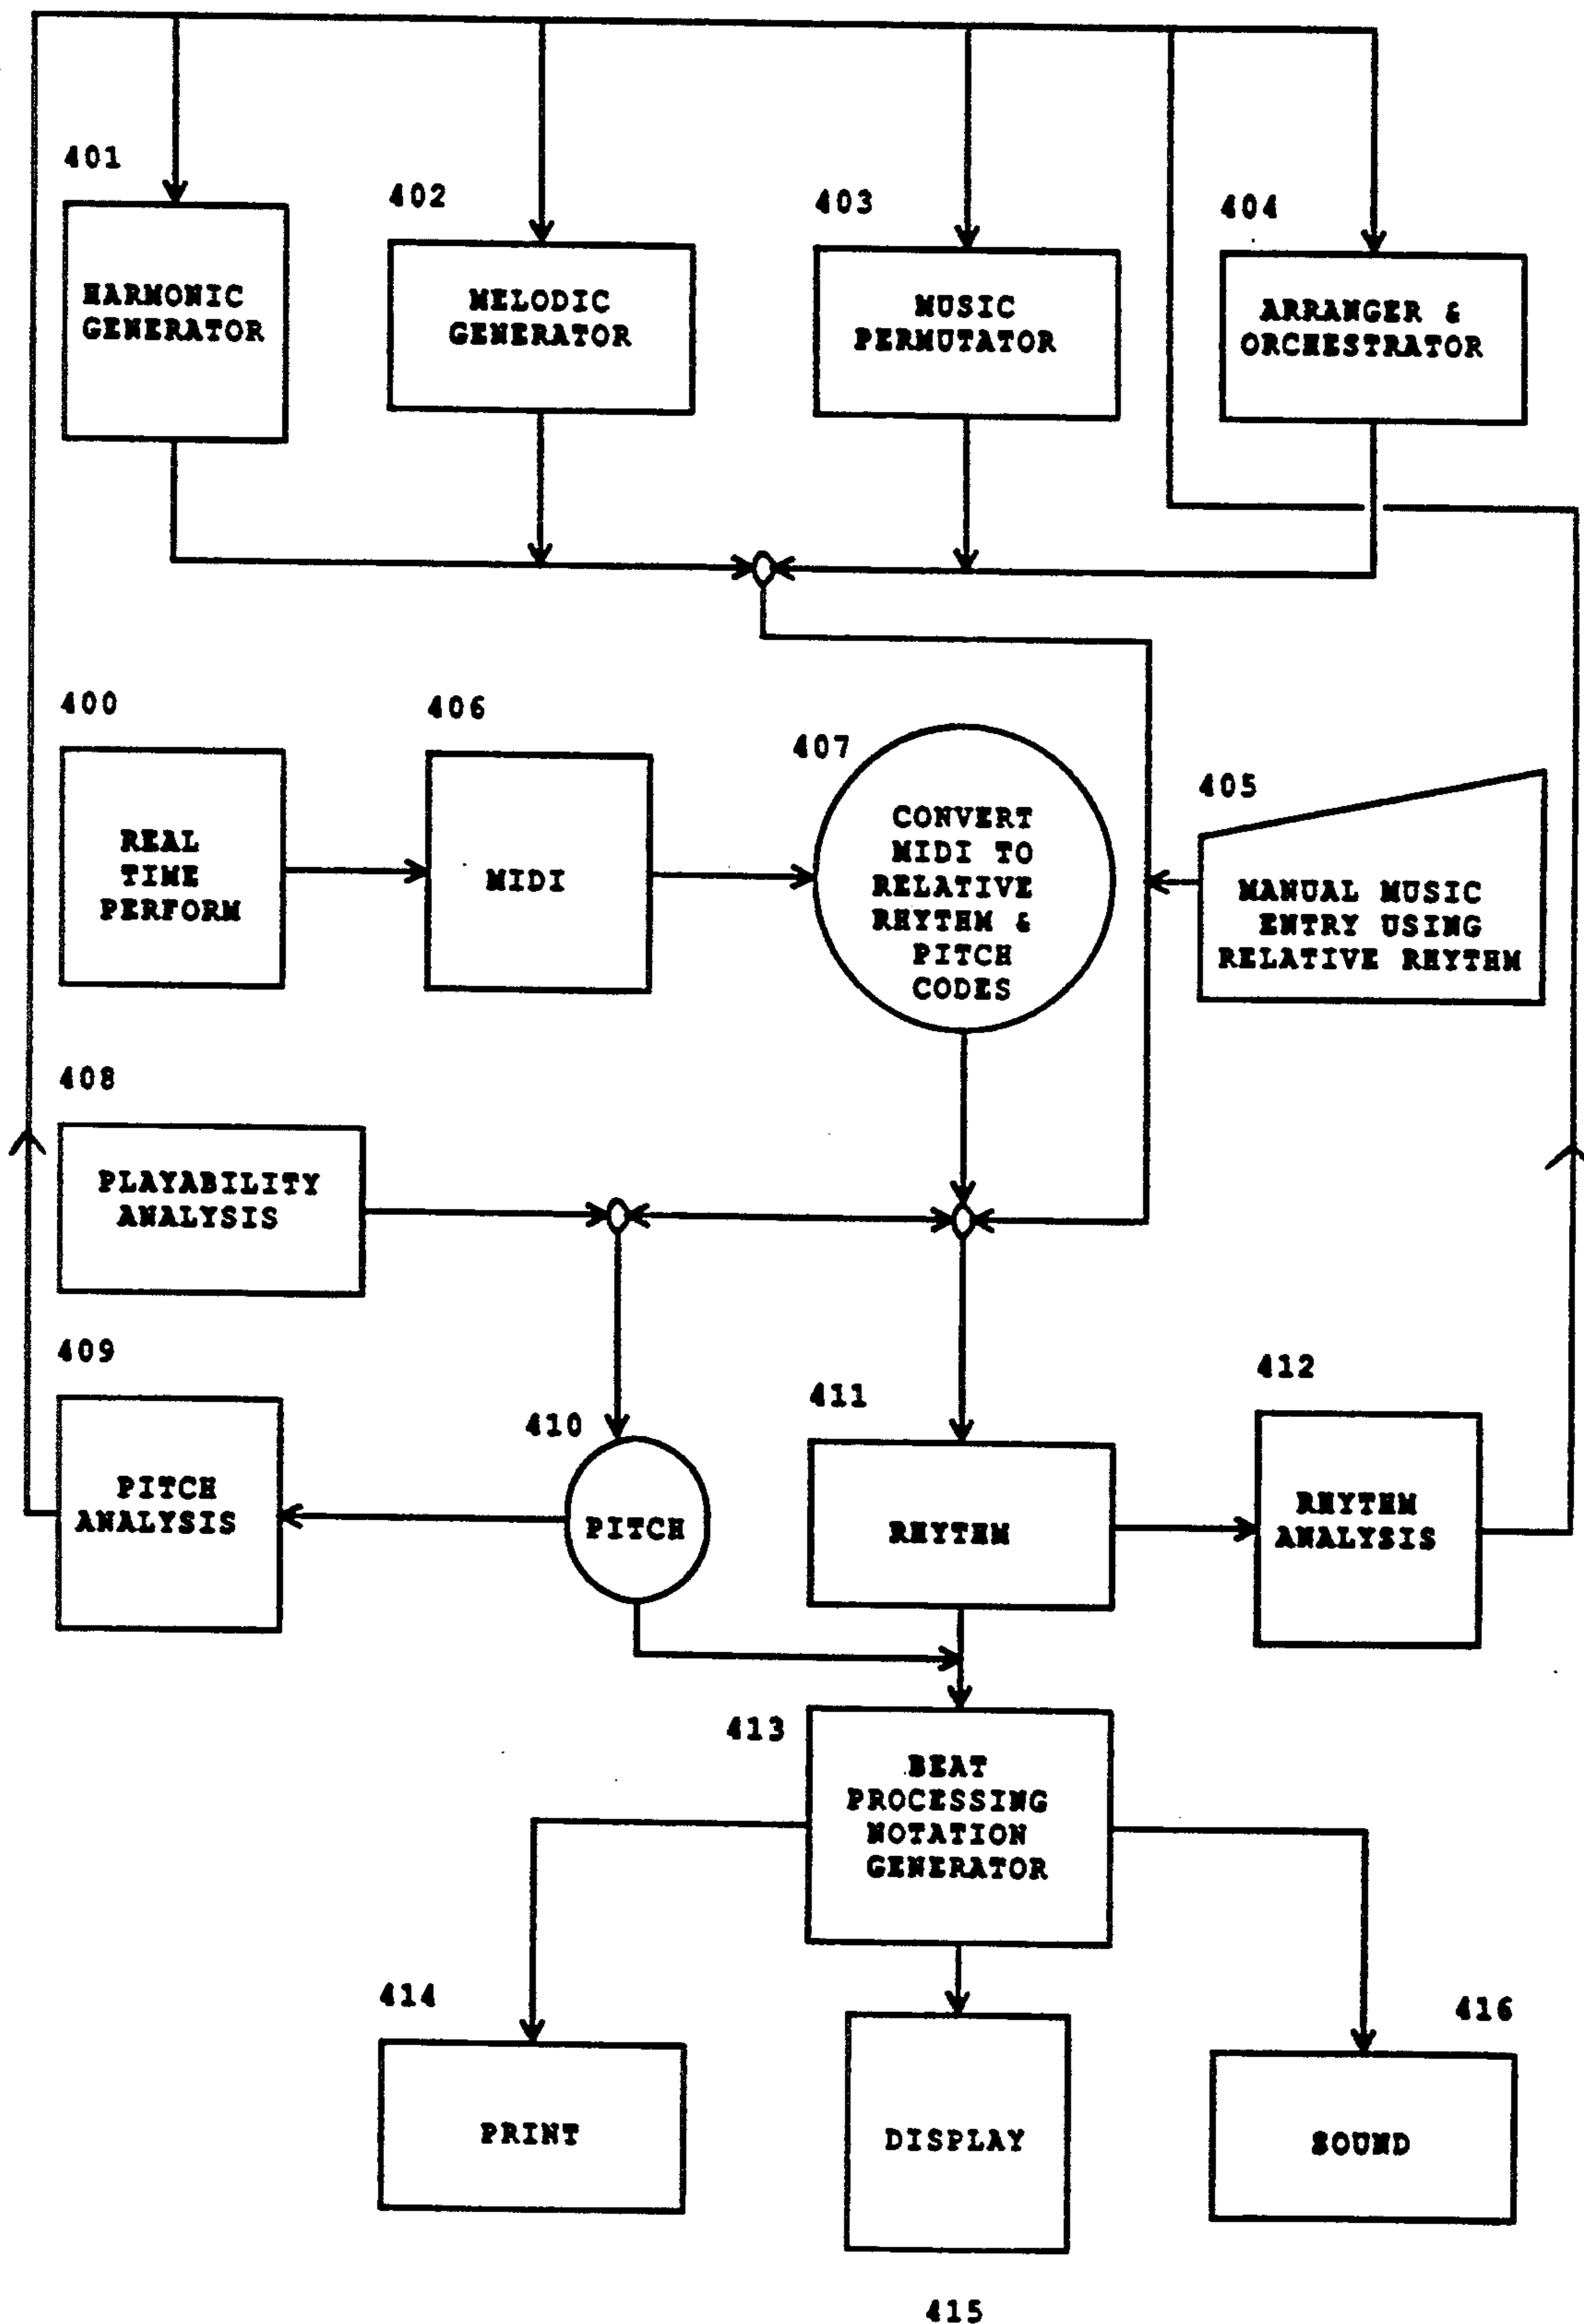 401
402
403
404
HARMONIC
GENERATOR
MELODIC
GENERATOR
MUSIC
PERMUTATOR
ARRANGER &
ORCHESTRATOR
400
406
407
405
REAL
TIME
PERFORM
MIDI
CONVERT
MIDI TO
RELATIVE
RHYTHM &
PITCH
CODES
MANUAL MUSIC
ENTRY USING
RELATIVE RHYTHM
408
PLAYABILITY
ANALYSIS
409
410
411
412
PITCH
ANALYSIS
PITCH
RHYTHM
RHYTHM
ANALYSIS
413
BEAT
PROCESSING
NOTATION
GENERATOR
414
416
PRINT
DISPLAY
SOUND
415